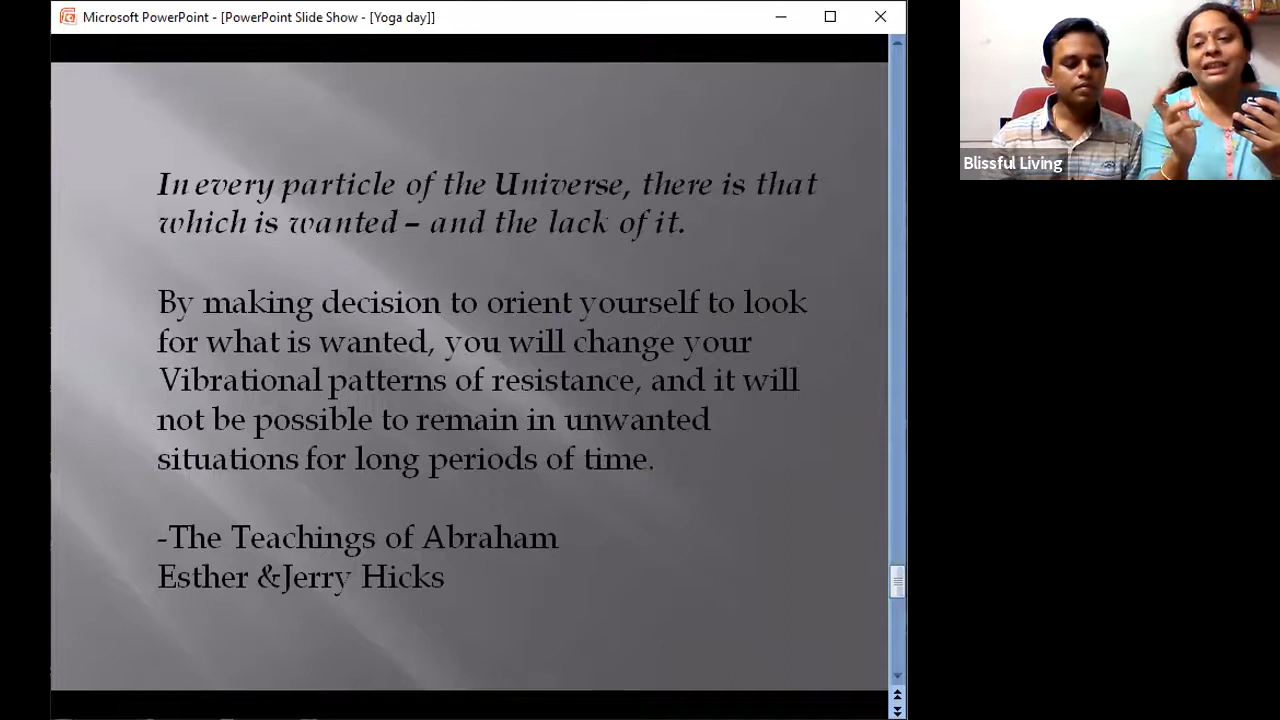 Microsoft PowerPoint - [PowerPoint Slide Show - [Yoga day]]
In every particle of the Universe, there is that
which is wanted – and the lack of it.
By making decision to orient yourself to look
for what is wanted, you will change your
Vibrational patterns of resistance, and it will
not be possible to remain in unwanted
situations for long periods of time.
-The Teachings of Abraham
Esther &Jerry Hicks
Blissful Living